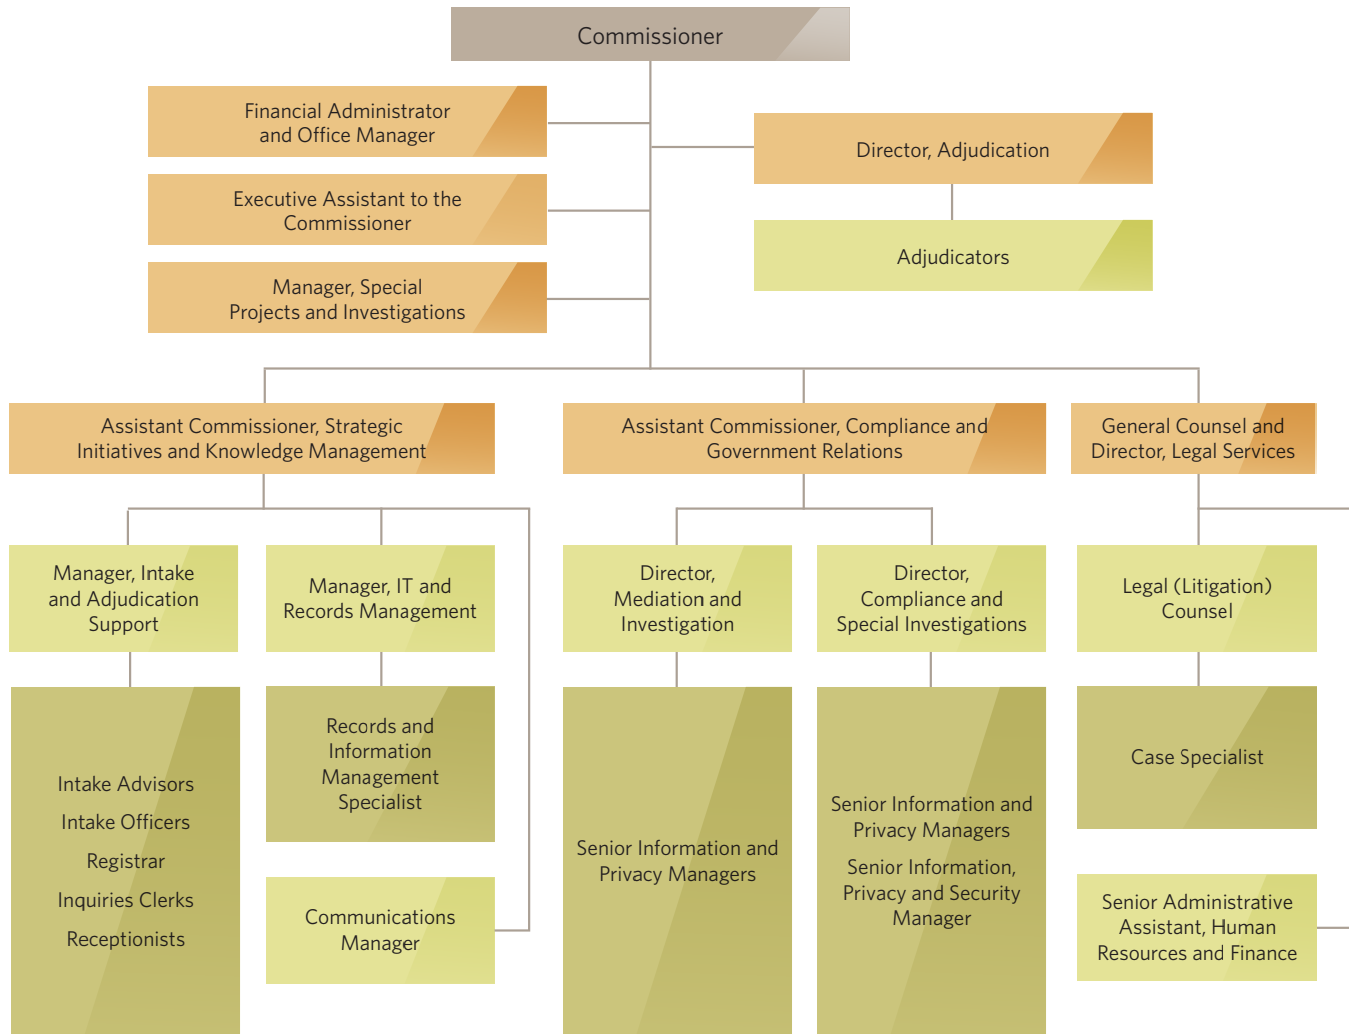 Commissioner
Financial Administrator
and Office Manager
Director, Adjudication
Executive Assistant to the
Commissioner
Adjudicators
Manager, Special
Projects and Investigations
Assistant Commissioner, Strategic
Initiatives and Knowledge Management
Assistant Commissioner, Compliance and
Government Relations
General Counsel and
Director, Legal Services
Manager, Intake
and Adjudication
Support
Manager, IT and
Records Management
Director,
Mediation and
Investigation
Director,
Compliance and
Special Investigations
Legal (Litigation)
Counsel
Intake Advisors
Intake Officers
Registrar
Inquiries Clerks
Receptionists
Records and
Information
Management
Specialist
Communications
Manager
Senior Information and
Privacy Managers
Senior Information and
Privacy Managers
Senior Information,
Privacy and Security
Manager
Case Specialist
Senior Administrative
Assistant, Human
Resources and Finance